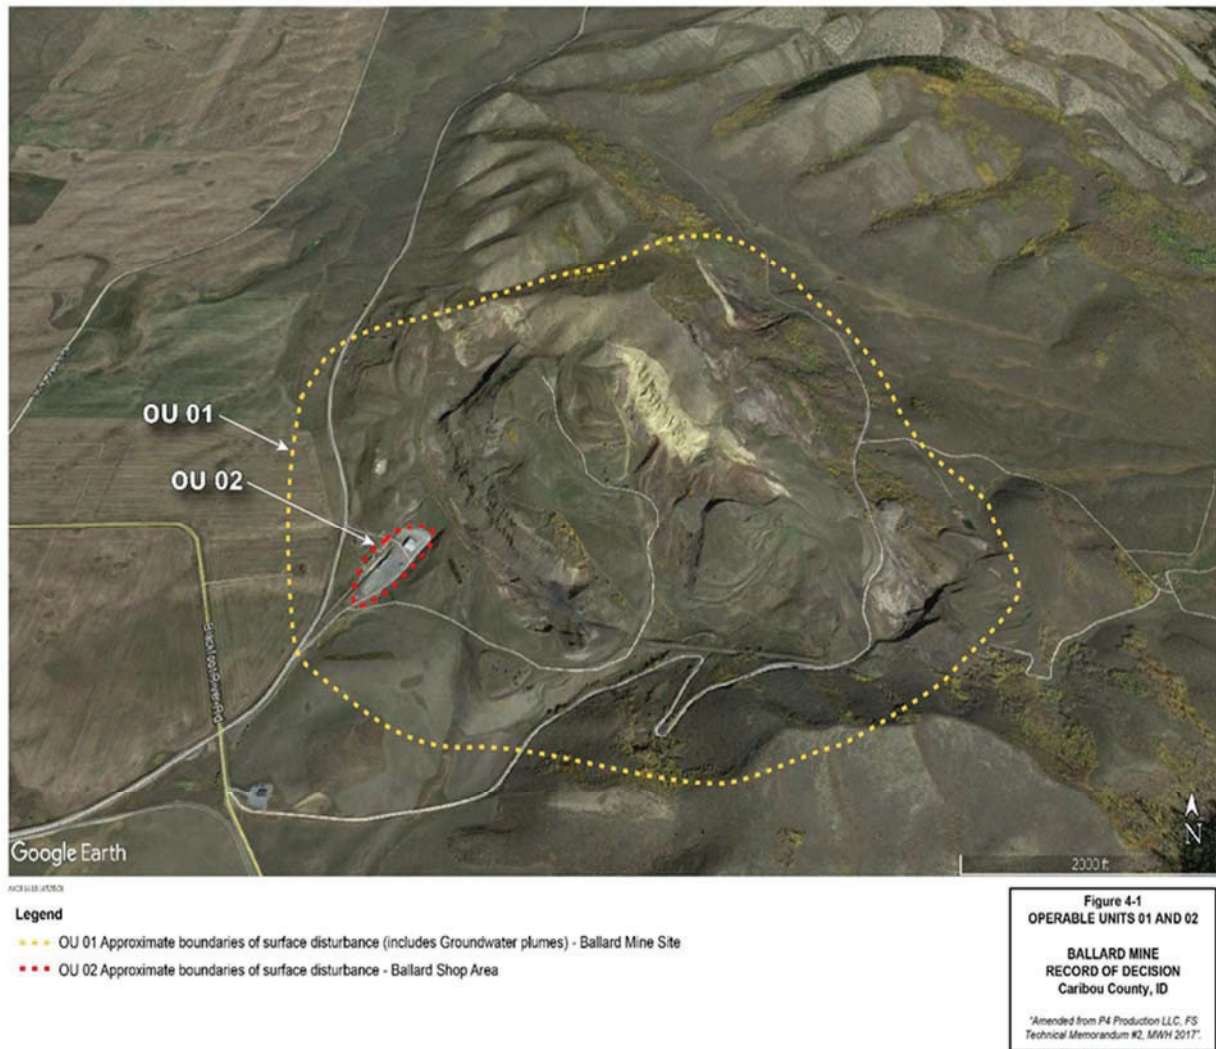 OU 01
OU 02
Blackfoot River Rd
Google Earth
N
2000 ft
Legend
OU 01 Approximate boundaries of surface disturbance (includes Groundwater plumes) - Ballard Mine Site
OU 02 Approximate boundaries of surface disturbance - Ballard Shop Area
Figure 4-1
OPERABLE UNITS 01 AND 02
BALLARD MINE
RECORD OF DECISION
Caribou County, ID
"Amended from P4 Production LLC, FS
Technical Memorandum #2, MWH 2017".